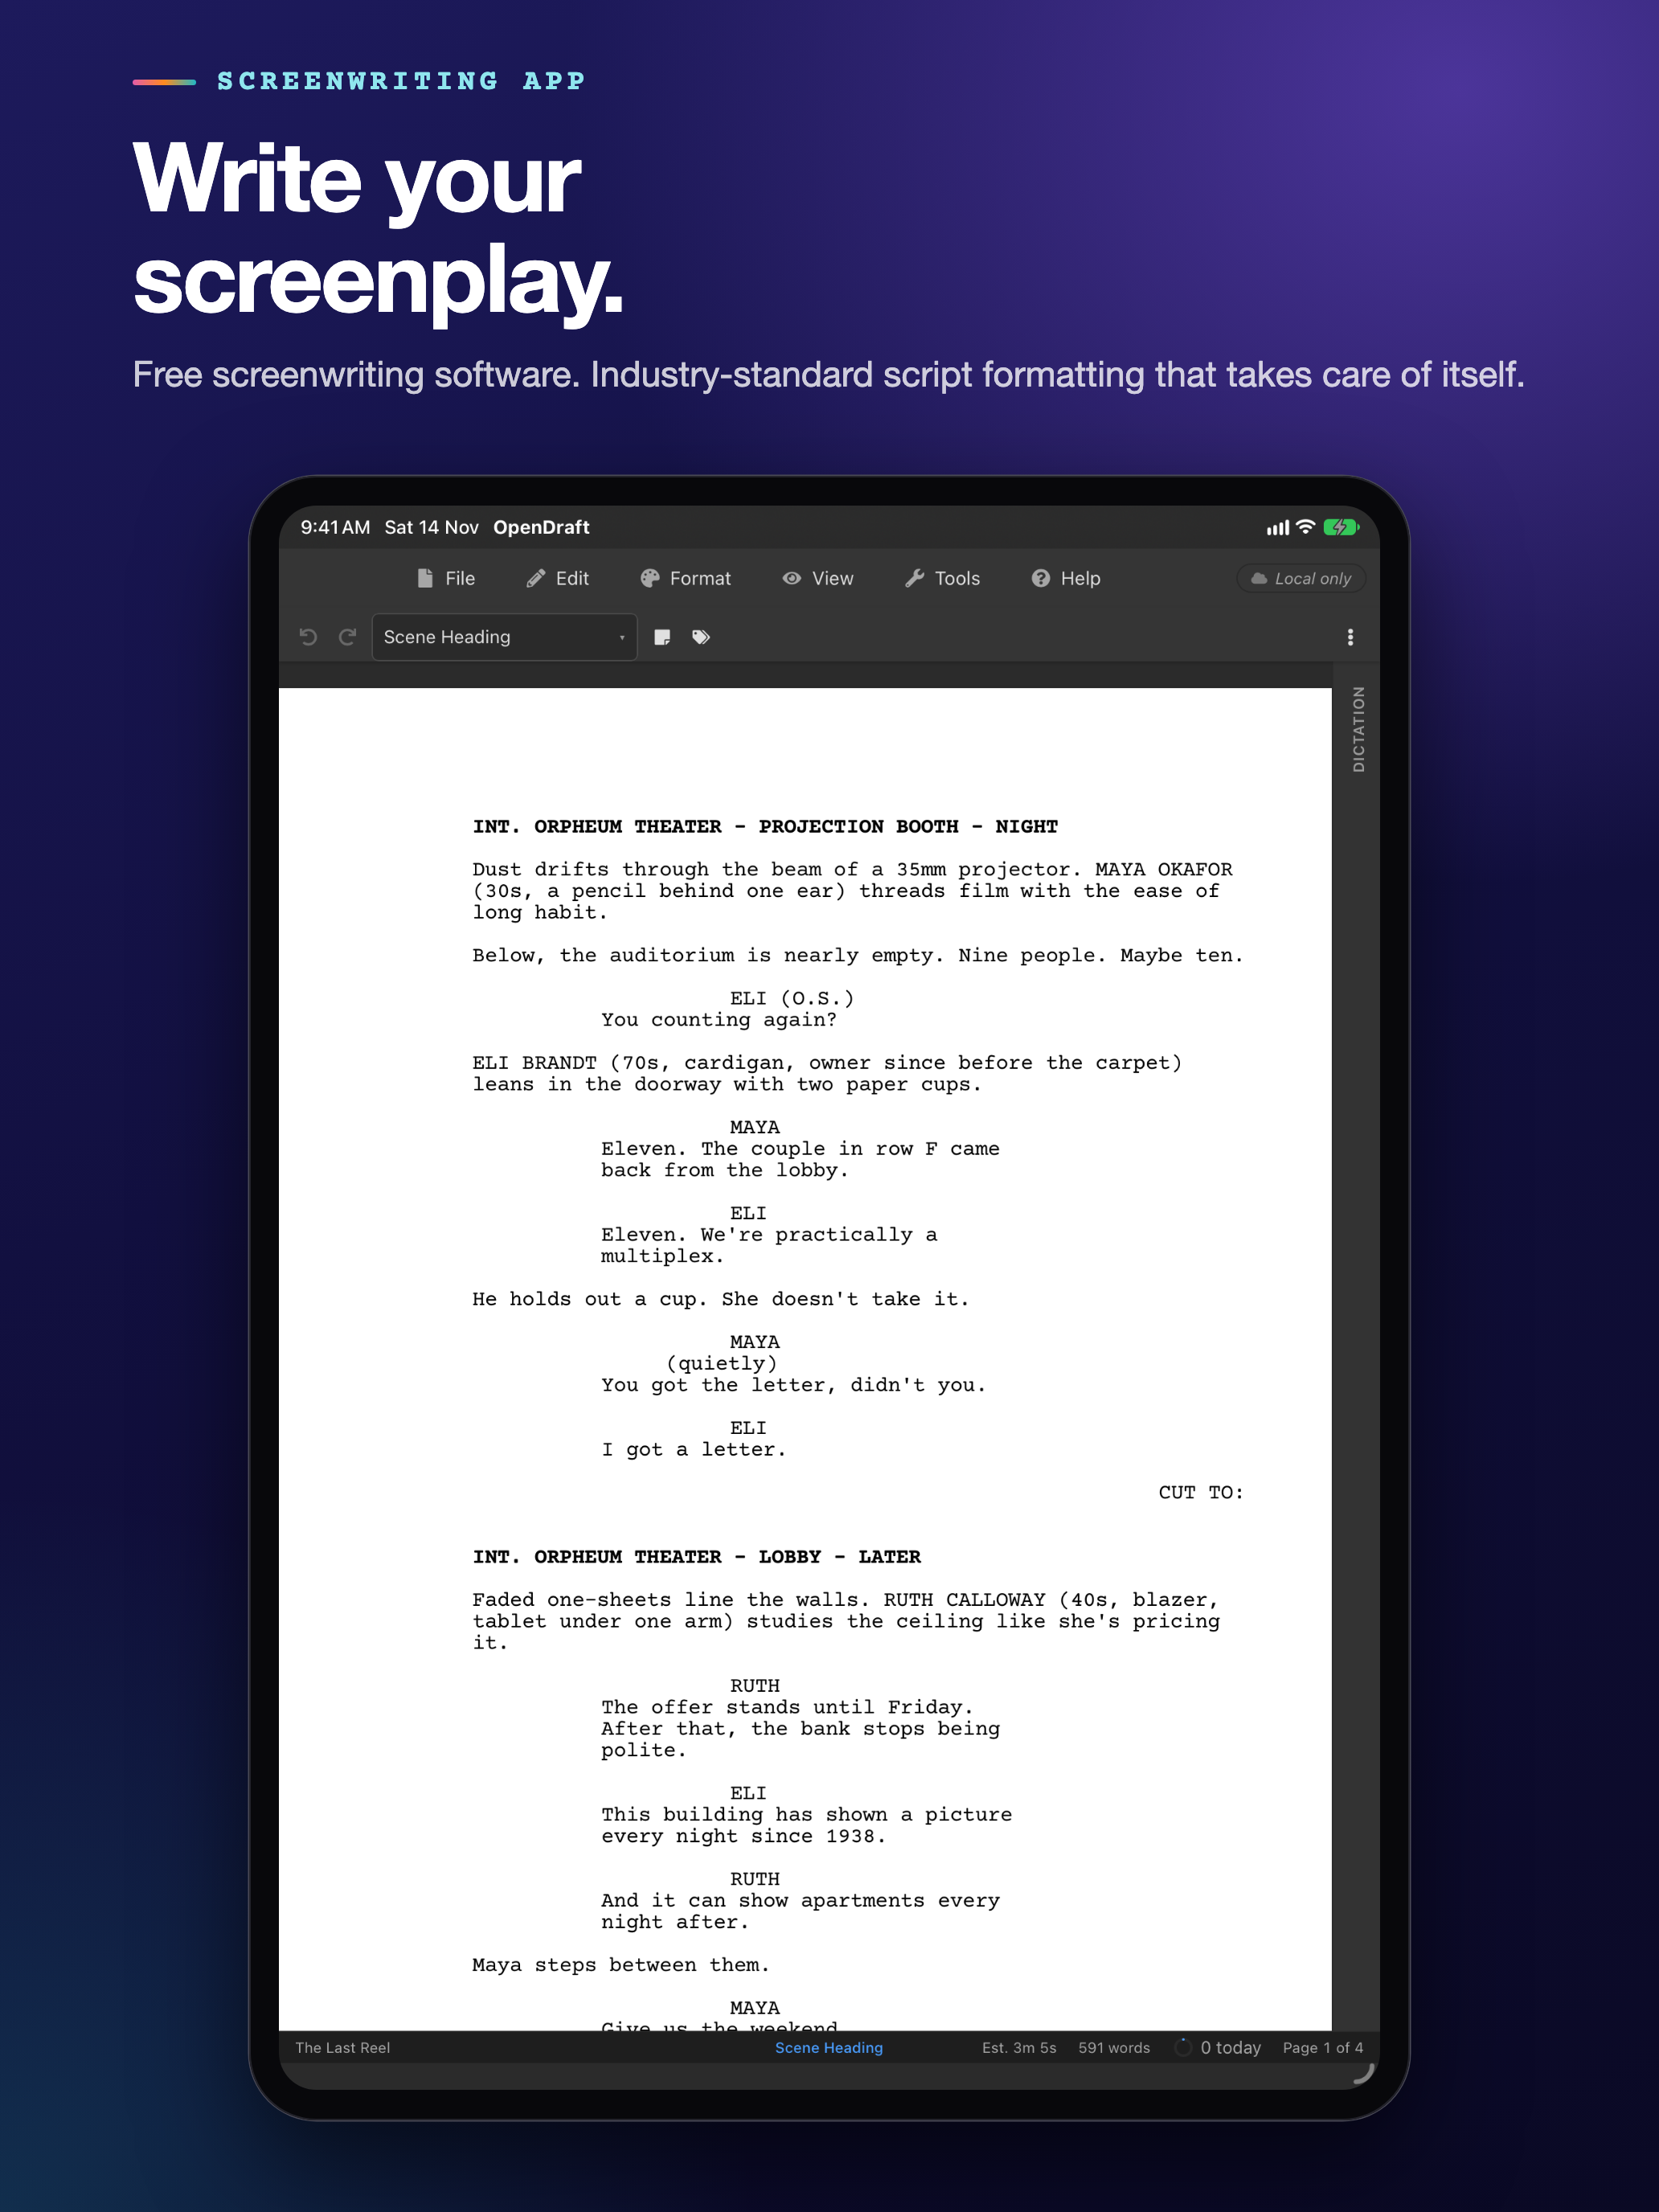 SCREENWRITING APP
Write your
screenplay.
Free screenwriting software. Industry-standard script formatting that takes care of itself.
9:41 AM Sat 14 Nov OpenDraft
File Edit Format View Tools Help Local only
Scene Heading
DICTATION
INT. ORPHEUM THEATER - PROJECTION BOOTH - NIGHT
Dust drifts through the beam of a 35mm projector. MAYA OKAFOR
(30s, a pencil behind one ear) threads film with the ease of
long habit.
Below, the auditorium is nearly empty. Nine people. Maybe ten.
ELI (O.S.)
You counting again?
ELI BRANDT (70s, cardigan, owner since before the carpet)
leans in the doorway with two paper cups.
MAYA
Eleven. The couple in row F came
back from the lobby.
ELI
Eleven. We're practically a
multiplex.
He holds out a cup. She doesn't take it.
MAYA
(quietly)
You got the letter, didn't you.
ELI
I got a letter.
CUT TO:
INT. ORPHEUM THEATER - LOBBY - LATER
Faded one-sheets line the walls. RUTH CALLOWAY (40s, blazer,
tablet under one arm) studies the ceiling like she's pricing
it.
RUTH
The offer stands until Friday.
After that, the bank stops being
polite.
ELI
This building has shown a picture
every night since 1938.
RUTH
And it can show apartments every
night after.
Maya steps between them.
MAYA
Give us the weekend
The Last Reel Scene Heading Est. 3m 5s 591 words 0 today Page 1 of 4